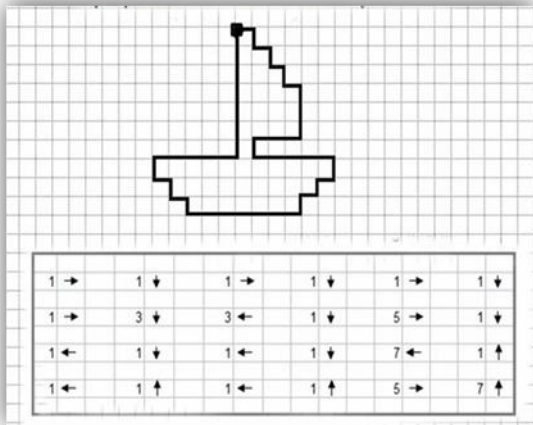 1 → 1 ↓ 1 → 1 ↓ 1 → 1 ↓
1 → 3 ↓ 3 ← 1 ↓ 5 → 1 ↓
1 ← 1 ↓ 1 ← 1 ↓ 7 ← 1 ↑
1 ← 1 ↑ 1 ← 1 ↑ 5 → 7 ↑